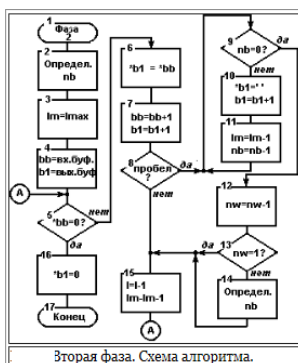 1
Фаза
2
2
Определ.
nb
3
lm=lmax
4
bb=вх.буф.
b1=вых.буф
A
5
*bb=0?
нет
да
16
*b1=0
17
Конец
6
*b1 = *bb
7
bb=bb+1
b1=b1+1
8
пробел
?
да
нет
15
l=l-1
lm-lm-1
A
9
nb=0?
да
нет
10
*b1=' '
b1=b1+1
11
lm=lm-1
nb=nb-1
12
nw=nw-1
13
nw=1?
да
нет
14
Определ.
nb
Вторая фаза. Схема алгоритма.